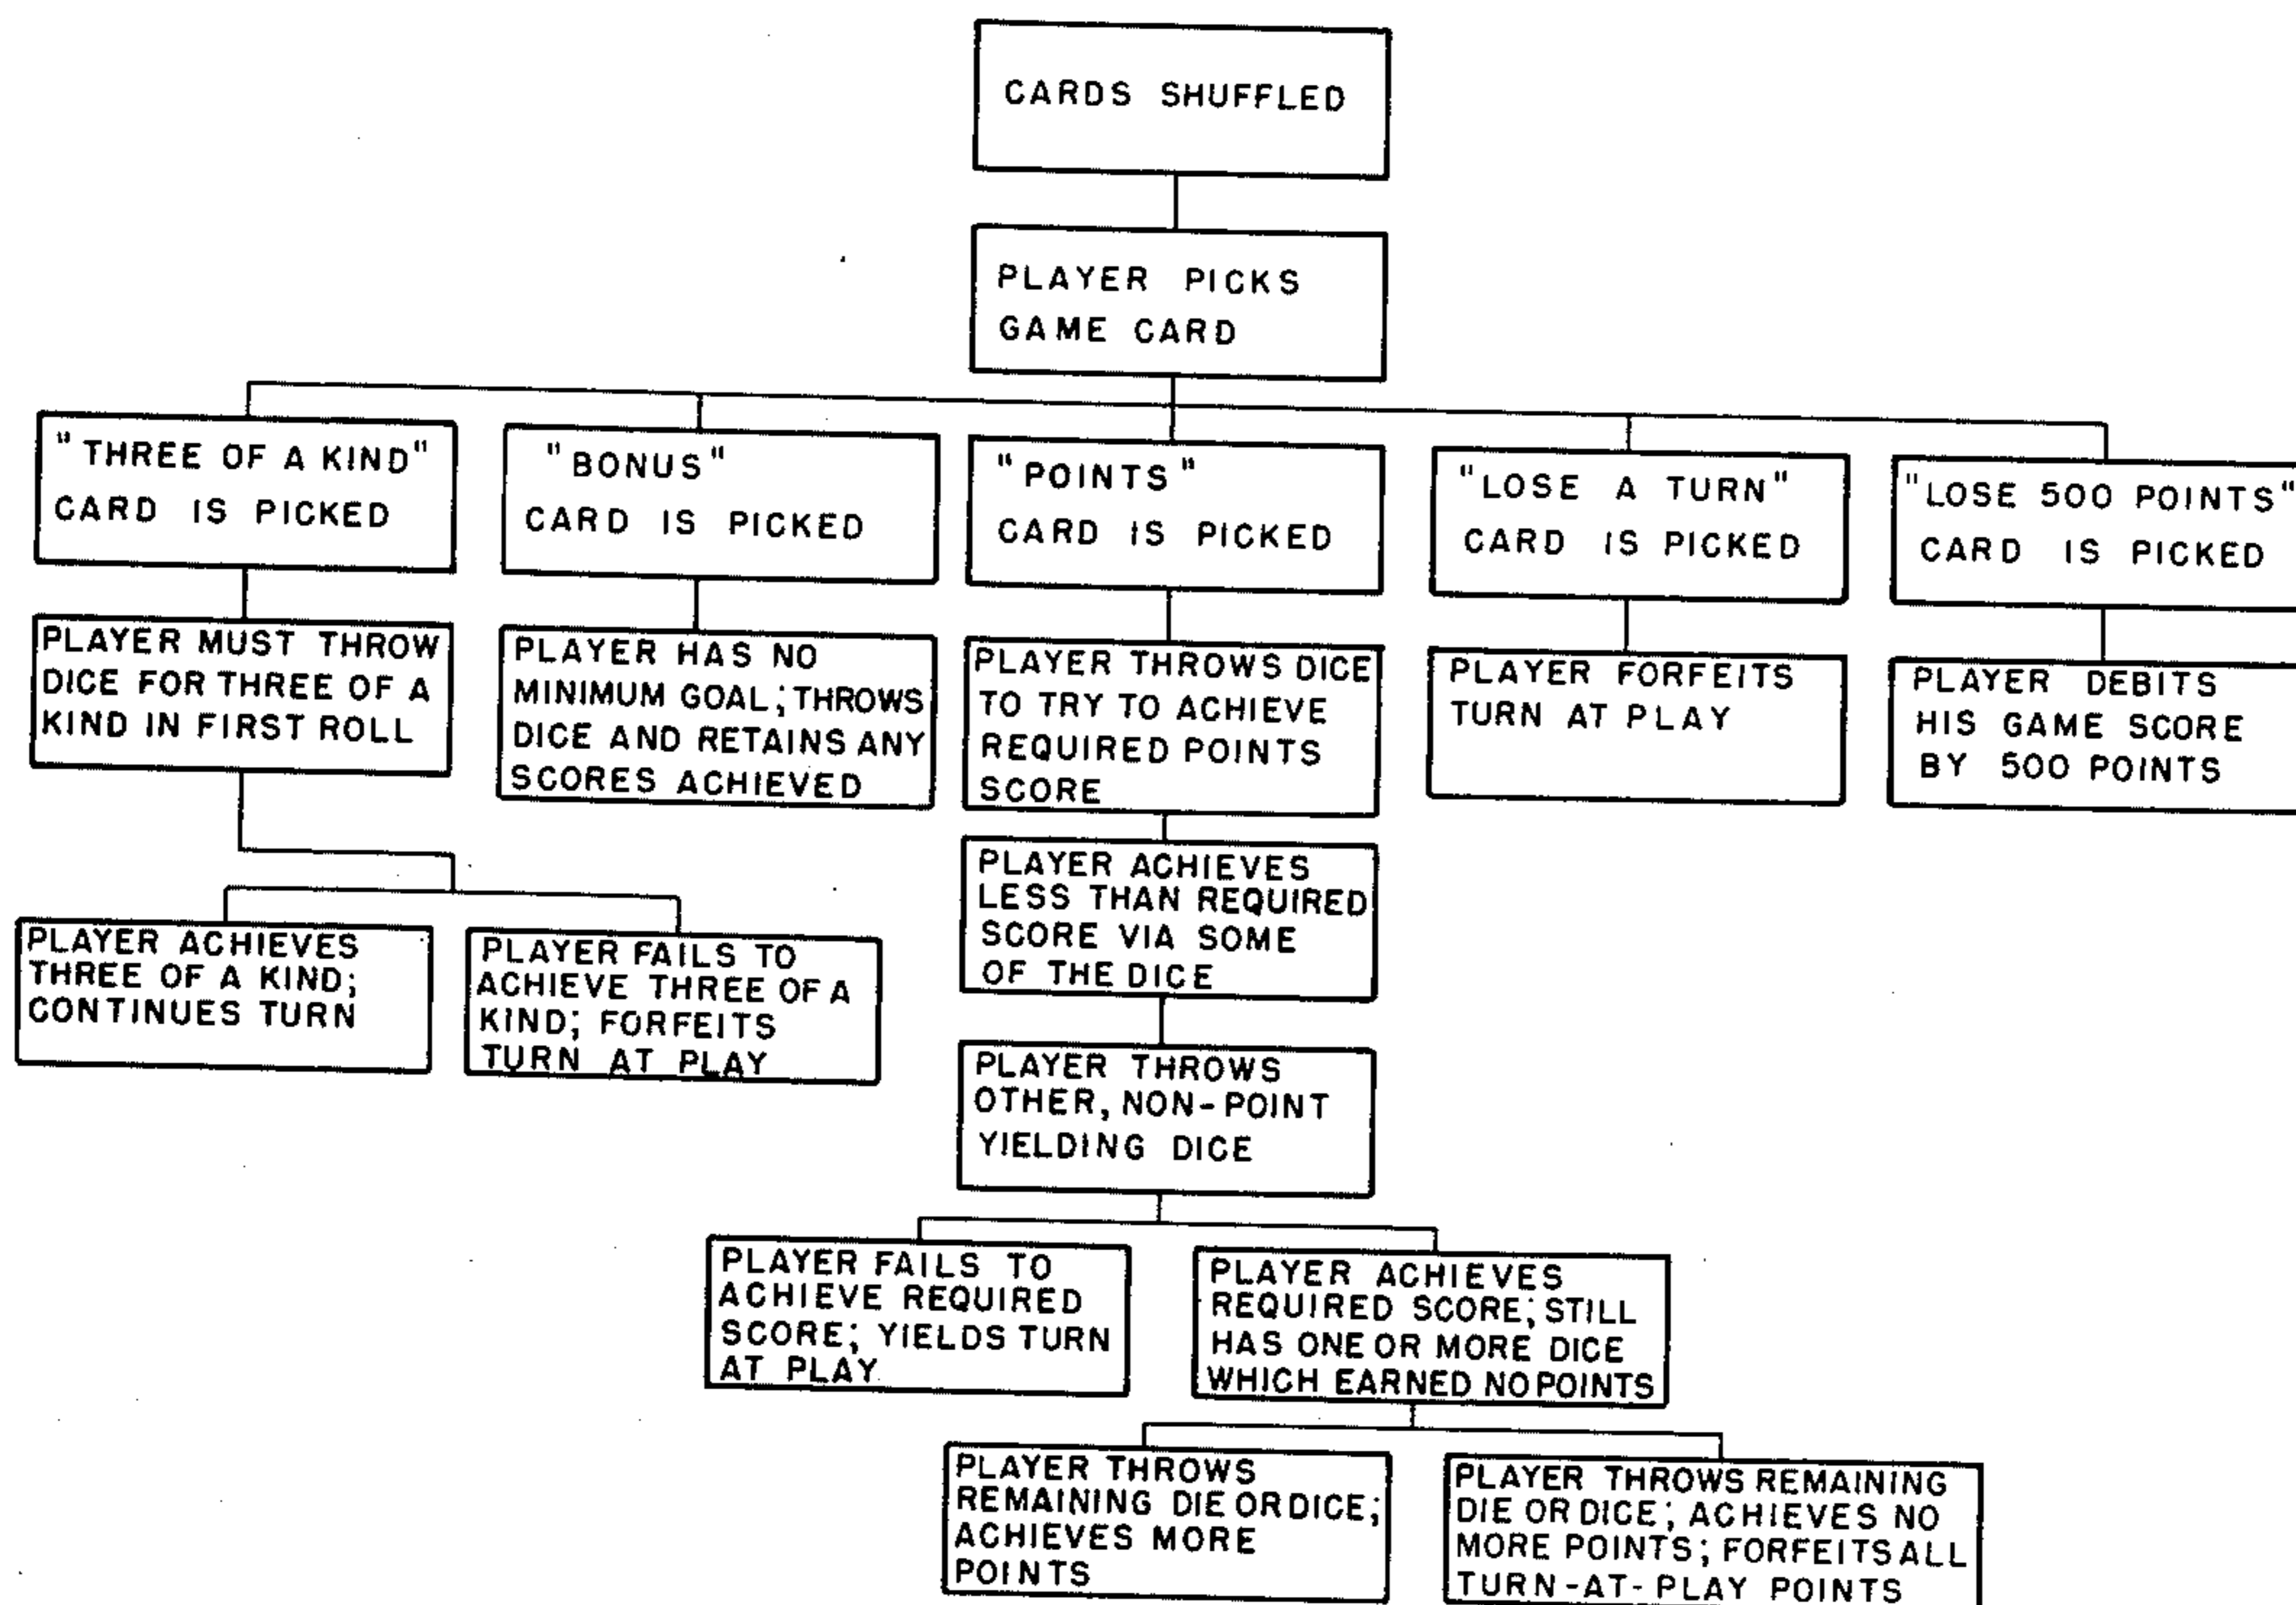 CARDS SHUFFLED
PLAYER PICKS
GAME CARD
"THREE OF A KIND"
CARD IS PICKED
"BONUS"
CARD IS PICKED
"POINTS"
CARD IS PICKED
"LOSE A TURN"
CARD IS PICKED
"LOSE 500 POINTS"
CARD IS PICKED
PLAYER MUST THROW
DICE FOR THREE OF A
KIND IN FIRST ROLL
PLAYER HAS NO
MINIMUM GOAL; THROWS
DICE AND RETAINS ANY
SCORES ACHIEVED
PLAYER THROWS DICE
TO TRY TO ACHIEVE
REQUIRED POINTS
SCORE
PLAYER FORFEITS
TURN AT PLAY
PLAYER DEBITS
HIS GAME SCORE
BY 500 POINTS
PLAYER ACHIEVES
LESS THAN REQUIRED
SCORE VIA SOME
OF THE DICE
PLAYER ACHIEVES
THREE OF A KIND;
CONTINUES TURN
PLAYER FAILS TO
ACHIEVE THREE OF A
KIND; FORFEITS
TURN AT PLAY
PLAYER THROWS
OTHER, NON-POINT
YIELDING DICE
PLAYER FAILS TO
ACHIEVE REQUIRED
SCORE; YIELDS TURN
AT PLAY
PLAYER ACHIEVES
REQUIRED SCORE; STILL
HAS ONE OR MORE DICE
WHICH EARNED NO POINTS
PLAYER THROWS
REMAINING DIE OR DICE;
ACHIEVES MORE
POINTS
PLAYER THROWS REMAINING
DIE OR DICE; ACHIEVES NO
MORE POINTS; FORFEITS ALL
TURN-AT-PLAY POINTS